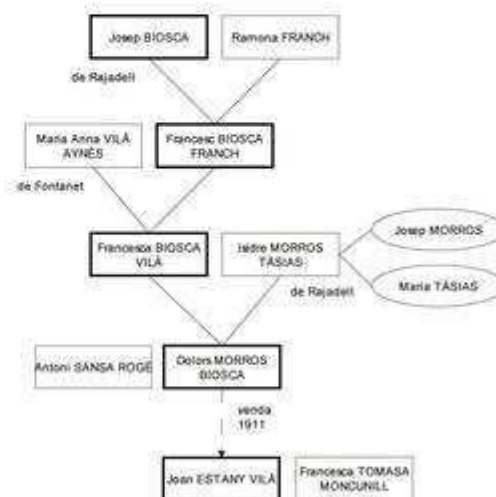 Josep BIOSCA
Ramona FRANCH
de Rajadell
Maria Anna VILÀ
AYNÈS
Francesc BIOSCA
FRANCH
de Fontanet
Francesca BIOSCA
VILÀ
Isidre MORROS
TÀSIAS
Josep MORROS
Maria TÀSIAS
de Rajadell
Antoni SANSA ROGÉ
Dolors MORROS
BIOSCA
venda
1911
Joan ESTANY VILÀ
Francesca TOMASA
MONCUNILL